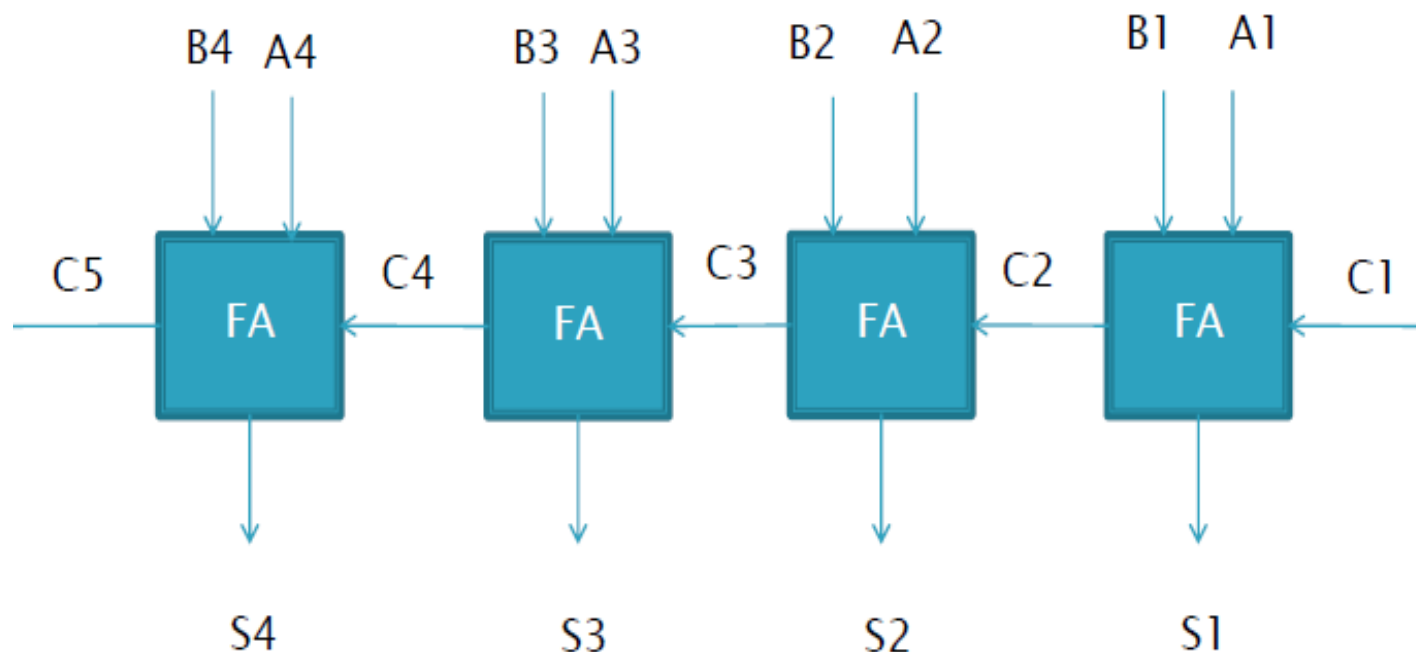 B4 A4 B3 A3 B2 A2 B1 A1
C5 C4 C3 C2 C1
FA FA FA FA
S4 S3 S2 S1